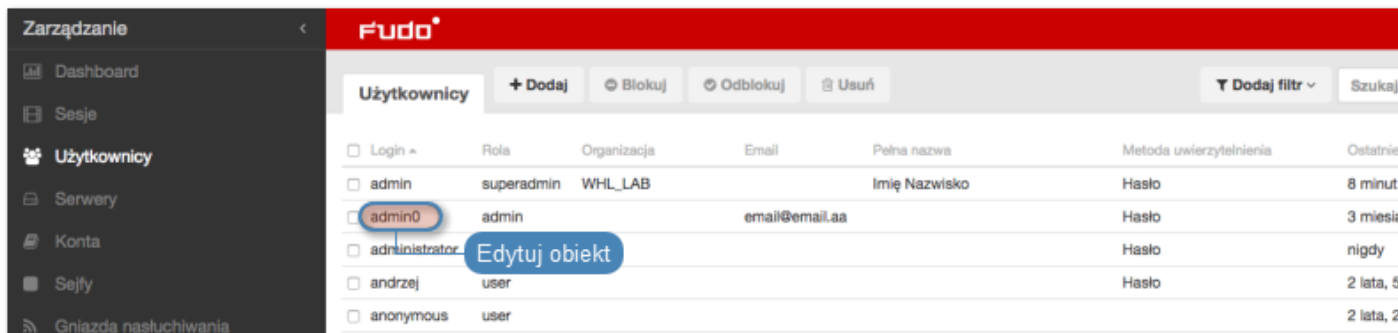 Zarządzanie
Fudo
Dashboard
Użytkownicy
+ Dodaj
Blokuj
Odblokuj
Usuń
Dodaj filtr
Szukaj
Sesje
Użytkownicy
Login Rola Organizacja Email Pełna nazwa Metoda uwierzytelnienia Ostatnie
admin superadmin WHL_LAB Imię Nazwisko Hasło 8 minut
Serwery
admin0 admin email@email.aa Hasło 3 miesią
Konta
administrator Hasło nigdy
Edytuj obiekt
Sejfy
andrzej user Hasło 2 lata, 5
Gniazda nasłuchiwania
anonymous user 2 lata, 2